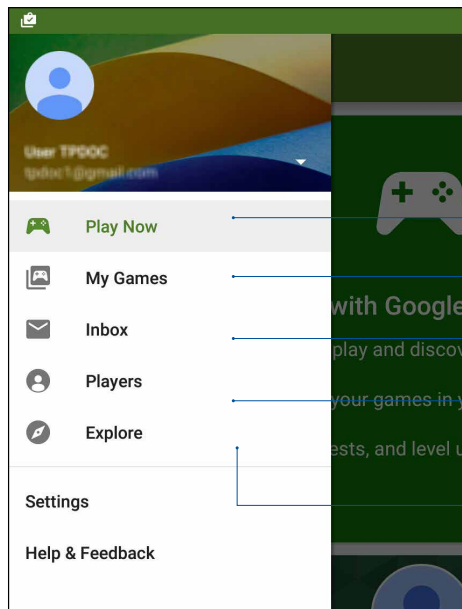 User TPDOC
tpdoc1@gmail.com
Play Now
My Games
Inbox
Players
Explore
Settings
Help & Feedback
with Google
play and discov
your games in y
ests, and level u